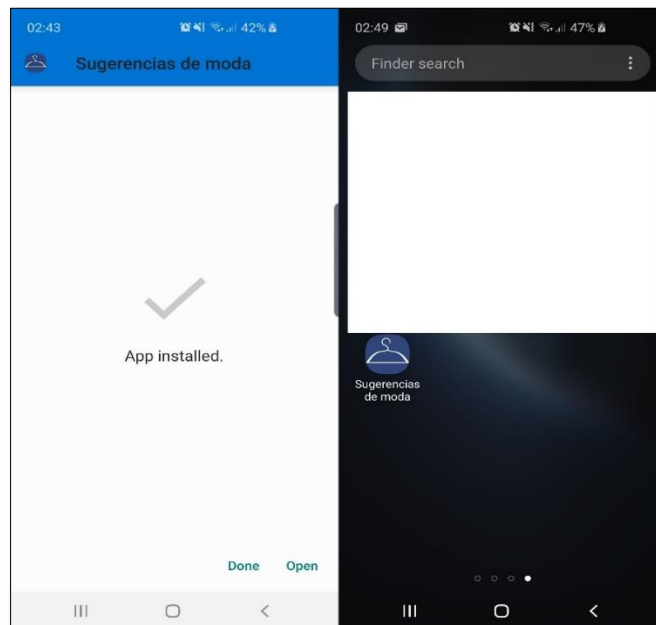 02:43
42%
Sugerencias de moda
App installed.
Done Open
02:49
47%
Finder search
Sugerencias
de moda